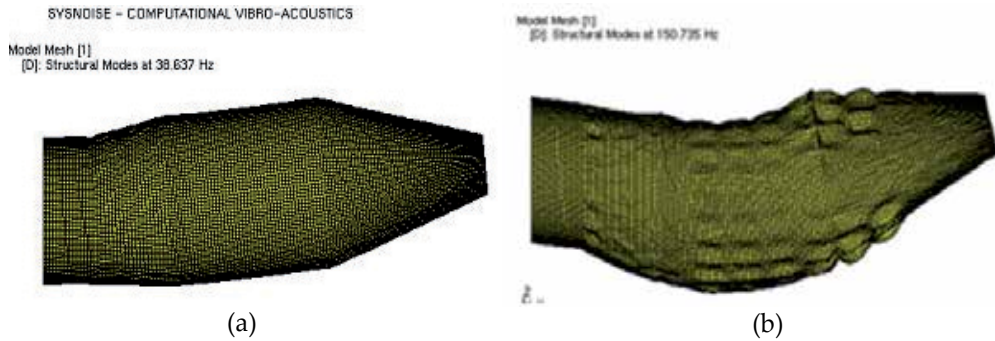 SYSNOISE - COMPUTATIONAL VIBRO-ACOUSTICS
Model Mesh [1]
[D]: Structural Modes at 38.637 Hz
Model Mesh [1]
[D]: Structural Modes at 150.735 Hz
(a)
(b)